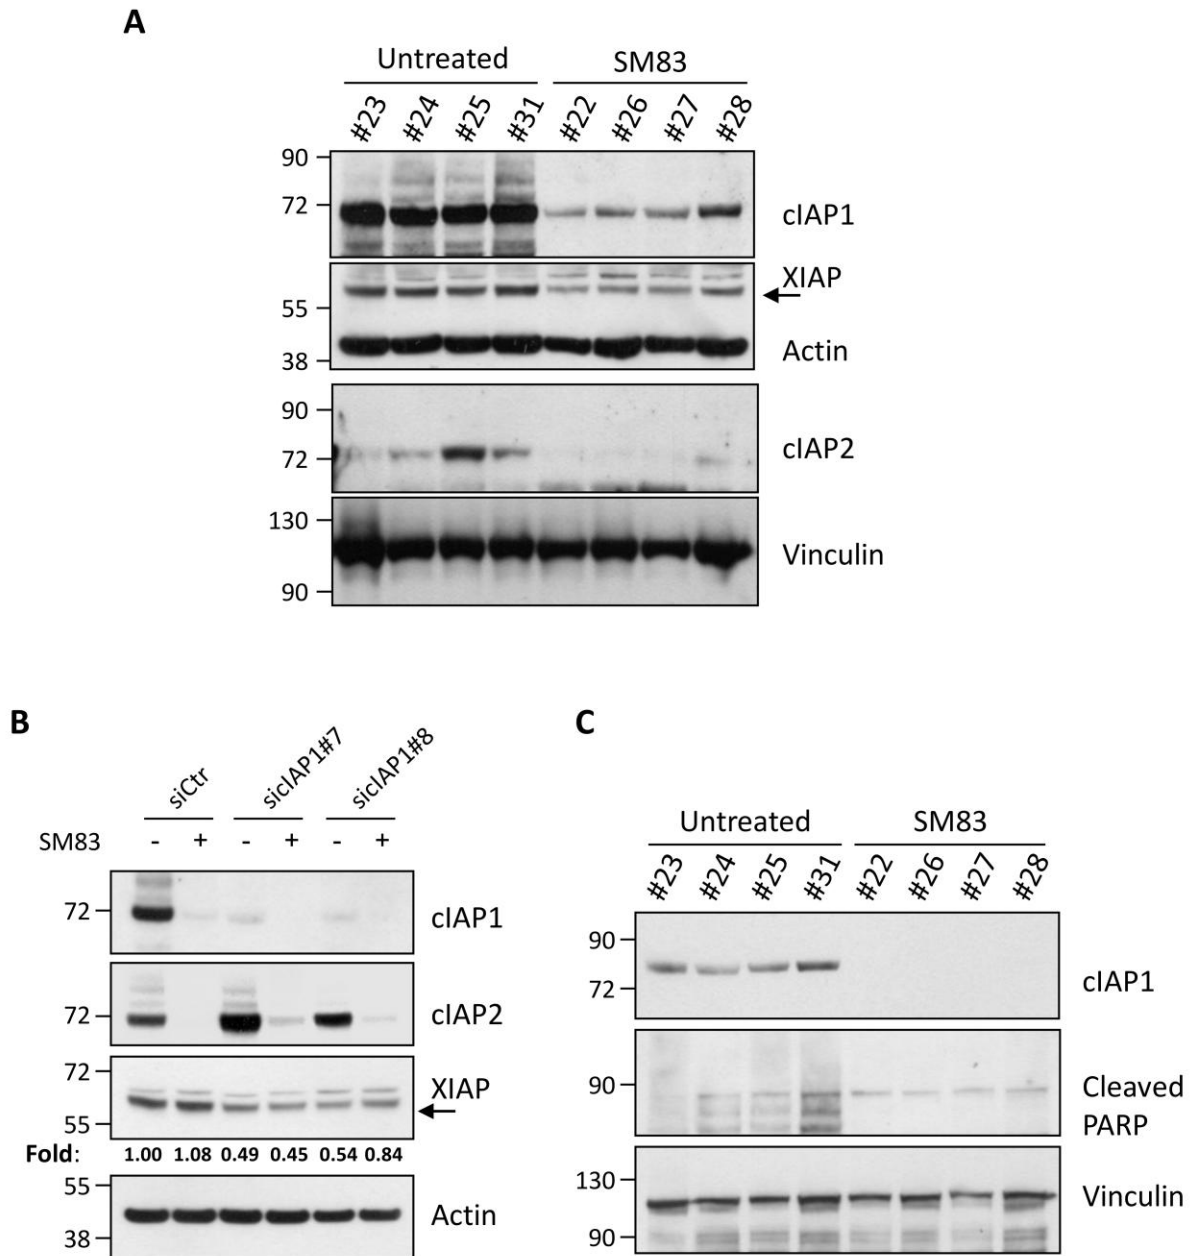 A
Untreated SM83
#23 #24 #25 #31 #22 #26 #27 #28
90
72
cIAP1
XIAP
55
Actin
38
90
cIAP2
72
130
Vinculin
90
B
siCtr sicIAP1#7 sicIAP1#8
SM83 - + - + - +
72
cIAP1
72
cIAP2
72
XIAP
55
Fold: 1.00 1.08 0.49 0.45 0.54 0.84
55
Actin
38
C
Untreated SM83
#23 #24 #25 #31 #22 #26 #27 #28
90
cIAP1
72
90
Cleaved
PARP
130
Vinculin
90